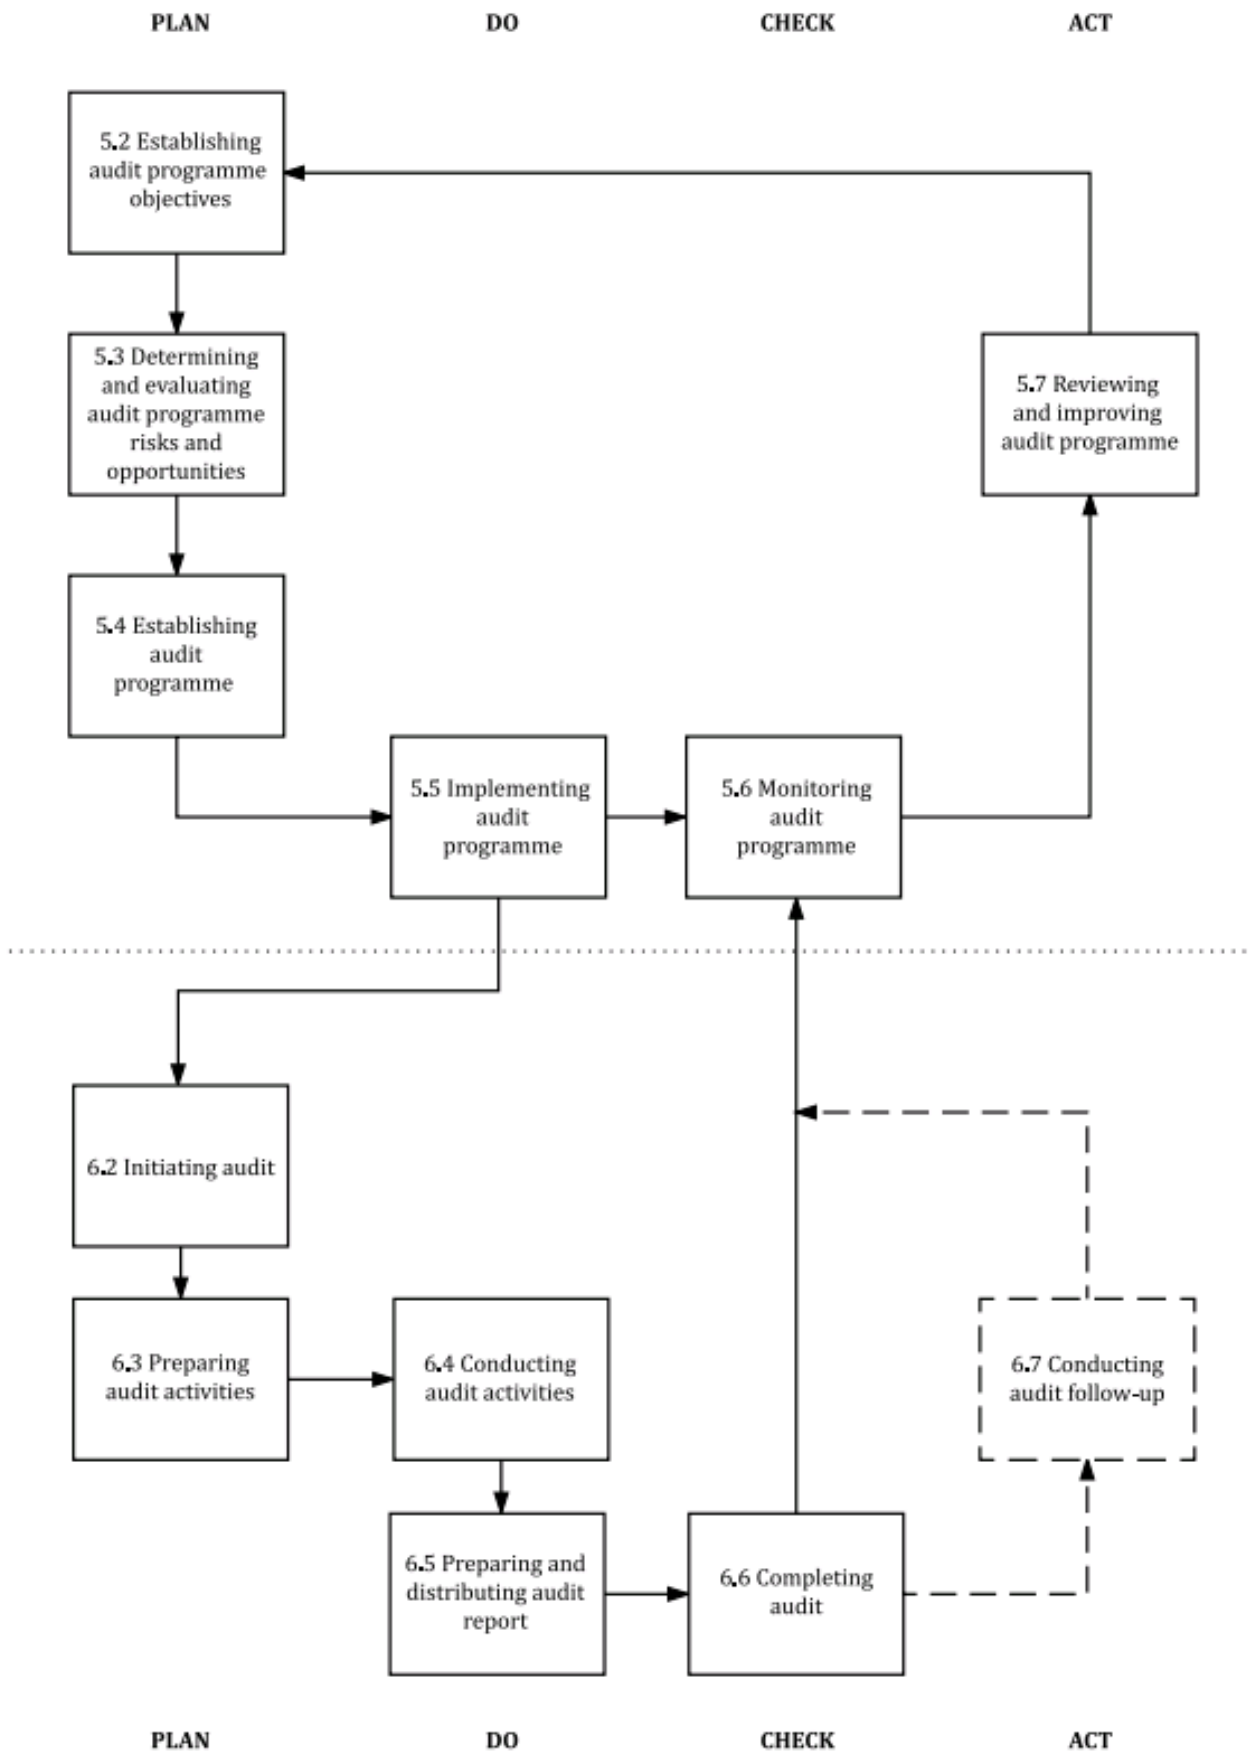 PLAN DO CHECK ACT
5.2 Establishing
audit programme
objectives
5.3 Determining
and evaluating
audit programme
risks and
opportunities
5.7 Reviewing
and improving
audit programme
5.4 Establishing
audit
programme
5.5 Implementing
audit
programme
5.6 Monitoring
audit
programme
6.2 Initiating audit
6.3 Preparing
audit activities
6.4 Conducting
audit activities
6.7 Conducting
audit follow-up
6.5 Preparing and
distributing audit
report
6.6 Completing
audit
PLAN DO CHECK ACT